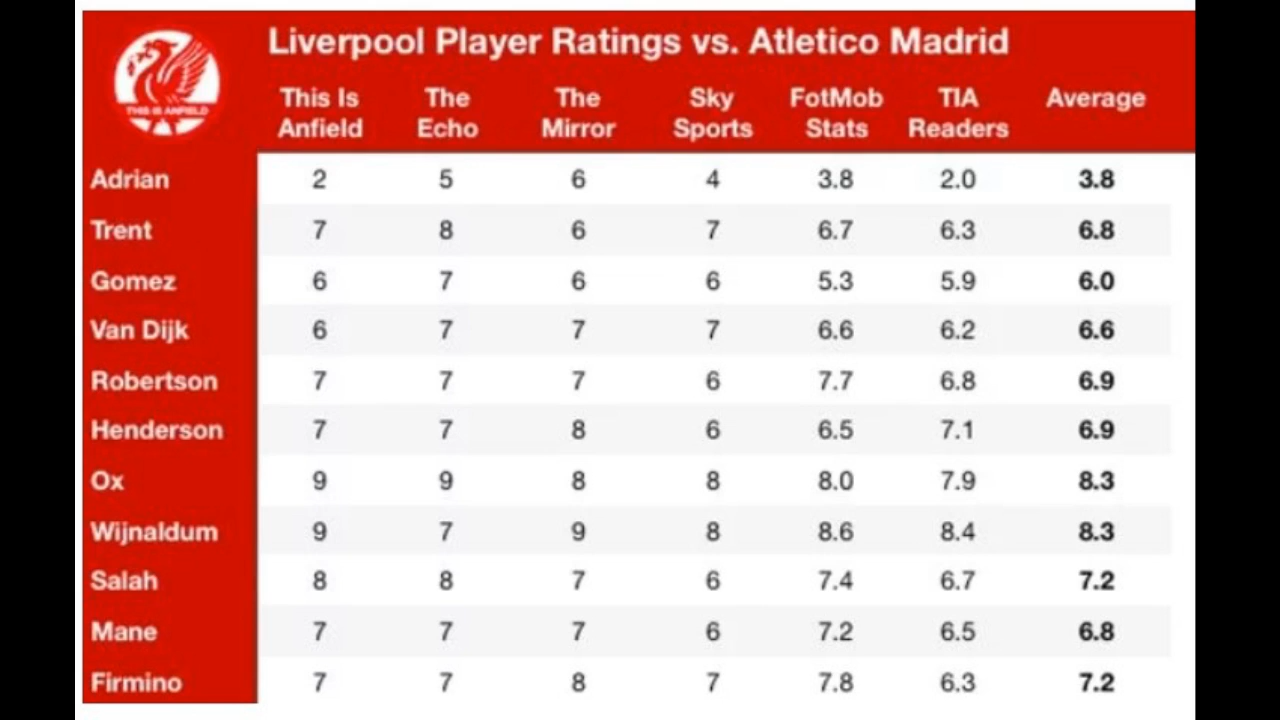 Liverpool Player Ratings vs. Atletico Madrid
This Is Anfield The Echo The Mirror Sky Sports FotMob Stats TIA Readers Average
THIS IS ANFIELD
Adrian 2 5 6 4 3.8 2.0 3.8
Trent 7 8 6 7 6.7 6.3 6.8
Gomez 6 7 6 6 5.3 5.9 6.0
Van Dijk 6 7 7 7 6.6 6.2 6.6
Robertson 7 7 7 6 7.7 6.8 6.9
Henderson 7 7 8 6 6.5 7.1 6.9
Ox 9 9 8 8 8.0 7.9 8.3
Wijnaldum 9 7 9 8 8.6 8.4 8.3
Salah 8 8 7 6 7.4 6.7 7.2
Mane 7 7 7 6 7.2 6.5 6.8
Firmino 7 7 8 7 7.8 6.3 7.2